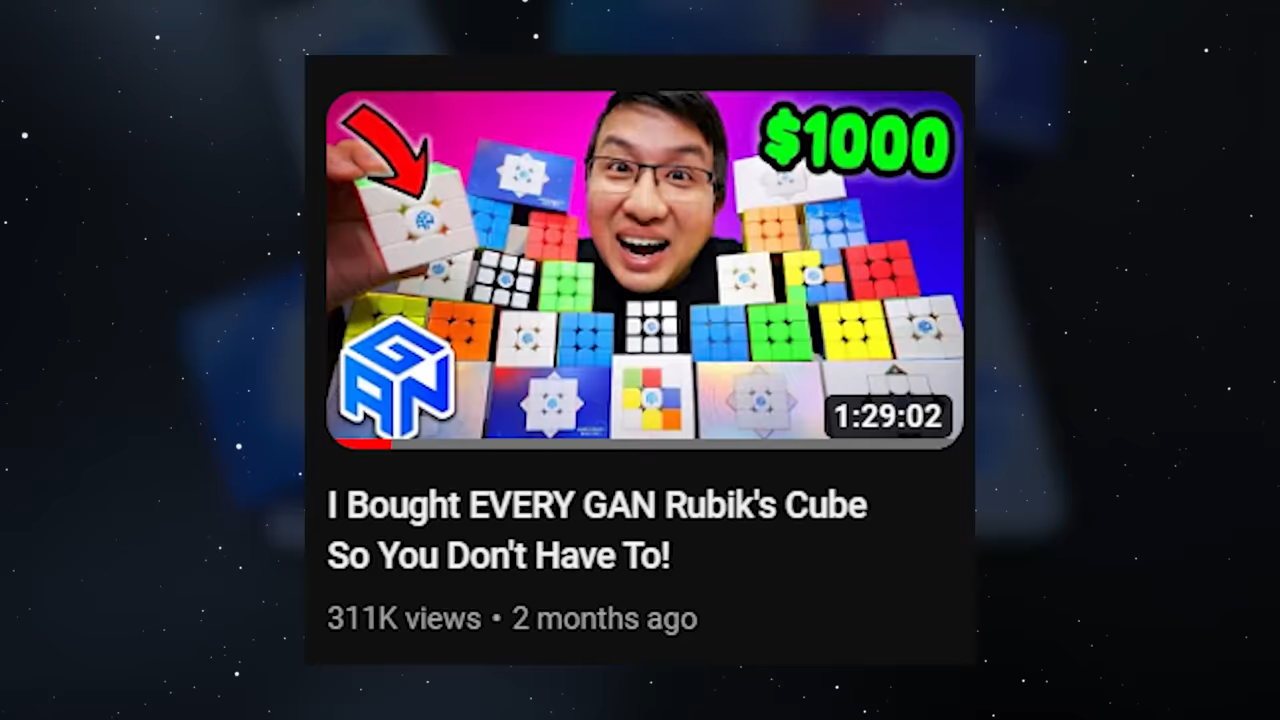 $1000
GAN
1:29:02
I Bought EVERY GAN Rubik's Cube
So You Don't Have To!
311K views • 2 months ago